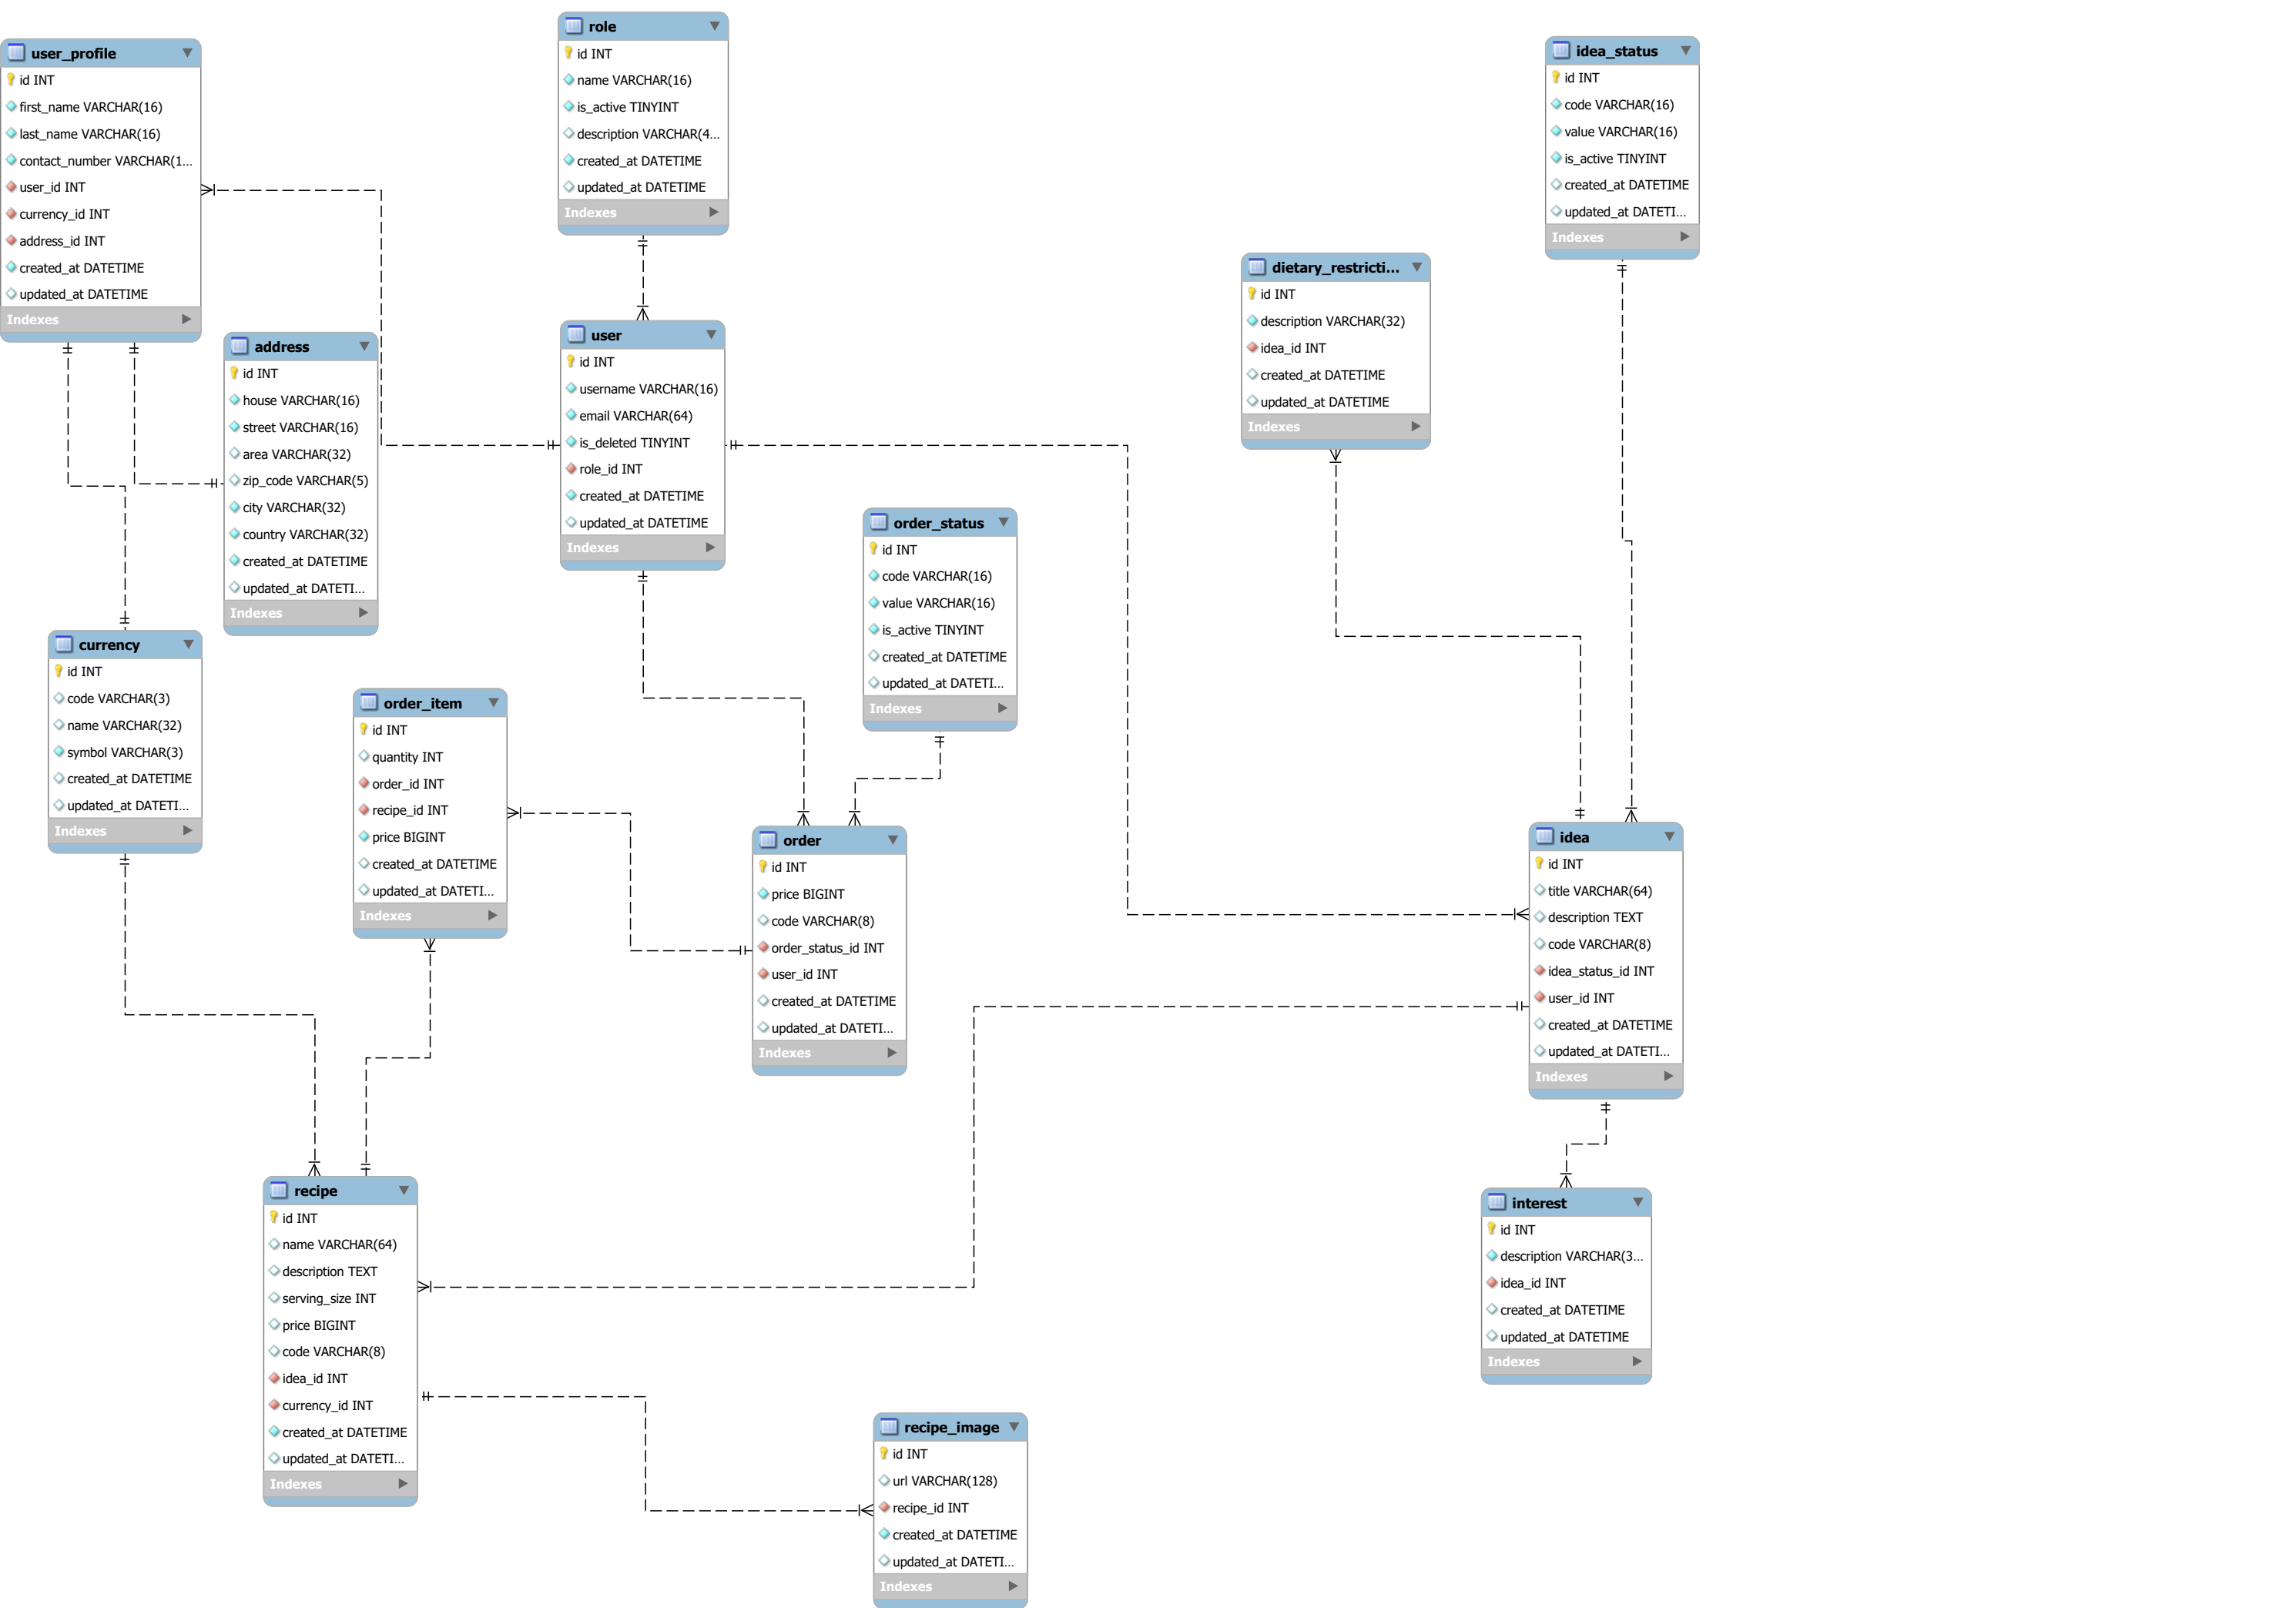 user_profile
id INT
first_name VARCHAR(16)
last_name VARCHAR(16)
contact_number VARCHAR(1...
user_id INT
currency_id INT
address_id INT
created_at DATETIME
updated_at DATETIME
Indexes
role
id INT
name VARCHAR(16)
is_active TINYINT
description VARCHAR(4...
created_at DATETIME
updated_at DATETIME
Indexes
idea_status
id INT
code VARCHAR(16)
value VARCHAR(16)
is_active TINYINT
created_at DATETIME
updated_at DATETI...
Indexes
dietary_restricti...
id INT
description VARCHAR(32)
idea_id INT
created_at DATETIME
updated_at DATETIME
Indexes
address
id INT
house VARCHAR(16)
street VARCHAR(16)
area VARCHAR(32)
zip_code VARCHAR(5)
city VARCHAR(32)
country VARCHAR(32)
created_at DATETIME
updated_at DATETI...
Indexes
user
id INT
username VARCHAR(16)
email VARCHAR(64)
is_deleted TINYINT
role_id INT
created_at DATETIME
updated_at DATETIME
Indexes
order_status
id INT
code VARCHAR(16)
value VARCHAR(16)
is_active TINYINT
created_at DATETIME
updated_at DATETI...
Indexes
currency
id INT
code VARCHAR(3)
name VARCHAR(32)
symbol VARCHAR(3)
created_at DATETIME
updated_at DATETI...
Indexes
order_item
id INT
quantity INT
order_id INT
recipe_id INT
price BIGINT
created_at DATETIME
updated_at DATETI...
Indexes
order
id INT
price BIGINT
code VARCHAR(8)
order_status_id INT
user_id INT
created_at DATETIME
updated_at DATETI...
Indexes
idea
id INT
title VARCHAR(64)
description TEXT
code VARCHAR(8)
idea_status_id INT
user_id INT
created_at DATETIME
updated_at DATETI...
Indexes
recipe
id INT
name VARCHAR(64)
description TEXT
serving_size INT
price BIGINT
code VARCHAR(8)
idea_id INT
currency_id INT
created_at DATETIME
updated_at DATETI...
Indexes
interest
id INT
description VARCHAR(3...
idea_id INT
created_at DATETIME
updated_at DATETIME
Indexes
recipe_image
id INT
url VARCHAR(128)
recipe_id INT
created_at DATETIME
updated_at DATETI...
Indexes